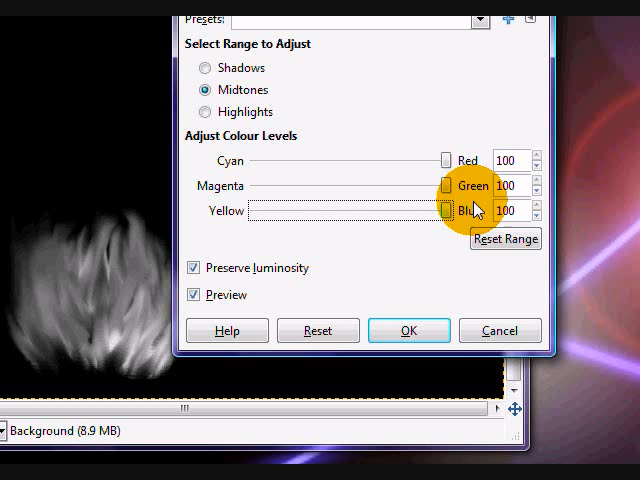 Presets:
Select Range to Adjust
Shadows
Midtones
Highlights
Adjust Colour Levels
Cyan Red 100
Magenta Green 100
Yellow 100
Reset Range
Preserve luminosity
Preview
Help Reset OK Cancel
Background (8.9 MB)